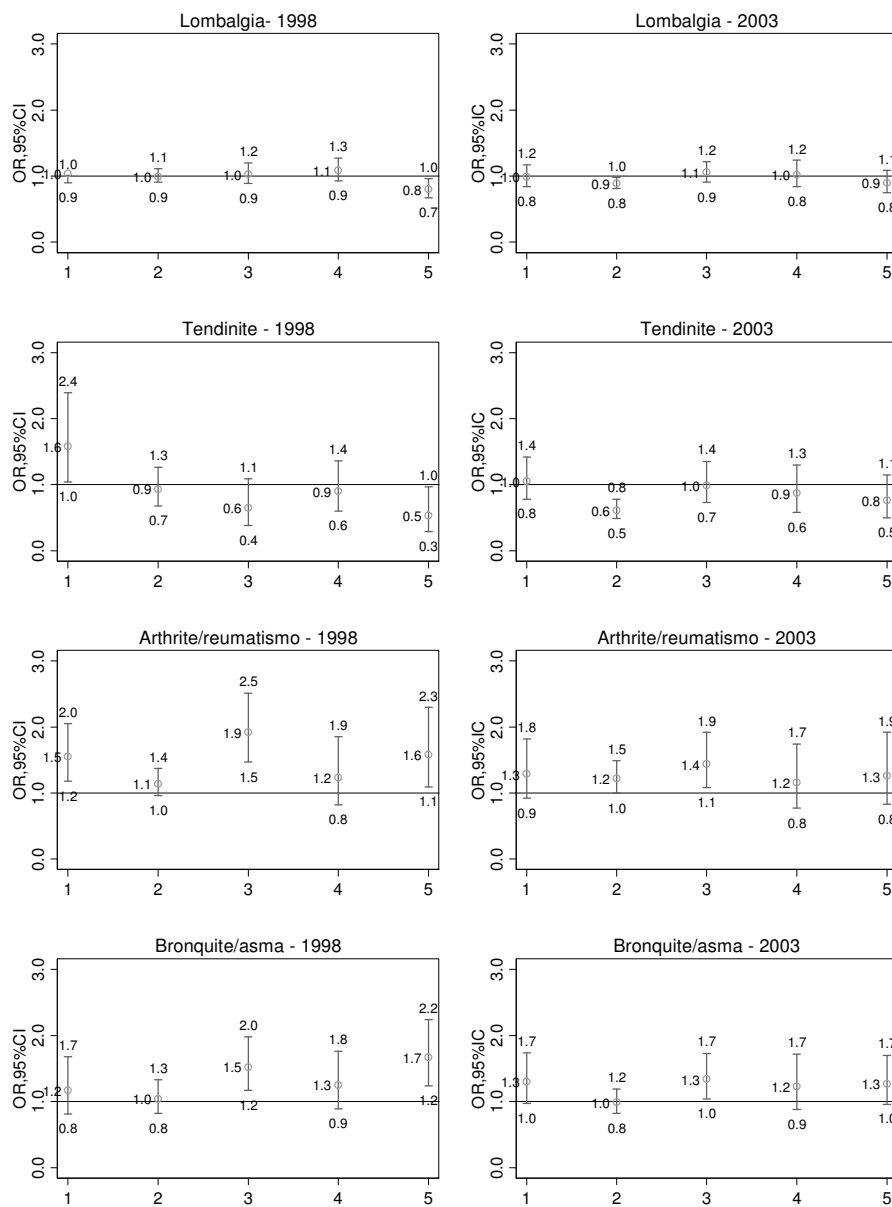 Lombalgia- 1998
OR,95%CI
3.0
2.0
1.0
0.0
1.0 1.1 1.2 1.3 1.0
1.0 1.0 1.0 1.1 0.8
0.9 0.9 0.9 0.9 0.7
1 2 3 4 5
Lombalgia - 2003
OR,95%IC
3.0
2.0
1.0
0.0
1.2 1.0 1.2 1.2 1.1
1.0 0.9 1.1 1.0 0.9
0.8 0.8 0.9 0.8 0.8
1 2 3 4 5
Tendinite - 1998
OR,95%CI
3.0
2.0
1.0
0.0
2.4 1.3 1.1 1.4 1.0
1.6 0.9 0.6 0.9 0.5
1.0 0.7 0.4 0.6 0.3
1 2 3 4 5
Tendinite - 2003
OR,95%IC
3.0
2.0
1.0
0.0
1.4 0.8 1.4 1.3 1.1
1.0 0.6 1.0 0.9 0.8
0.8 0.5 0.7 0.6 0.5
1 2 3 4 5
Arthrite/reumatismo - 1998
OR,95%CI
3.0
2.0
1.0
0.0
2.0 1.4 2.5 1.9 2.3
1.5 1.1 1.9 1.2 1.6
1.2 1.0 1.5 0.8 1.1
1 2 3 4 5
Arthrite/reumatismo - 2003
OR,95%IC
3.0
2.0
1.0
0.0
1.8 1.5 1.9 1.7 1.9
1.3 1.2 1.4 1.2 1.3
0.9 1.0 1.1 0.8 0.8
1 2 3 4 5
Bronquite/asma - 1998
OR,95%CI
3.0
2.0
1.0
0.0
1.7 1.3 2.0 1.8 2.2
1.2 1.0 1.5 1.3 1.7
0.8 0.8 1.2 0.9 1.2
1 2 3 4 5
Bronquite/asma - 2003
OR,95%IC
3.0
2.0
1.0
0.0
1.7 1.2 1.7 1.7 1.7
1.3 1.0 1.3 1.2 1.3
1.0 0.8 1.0 0.9 1.0
1 2 3 4 5